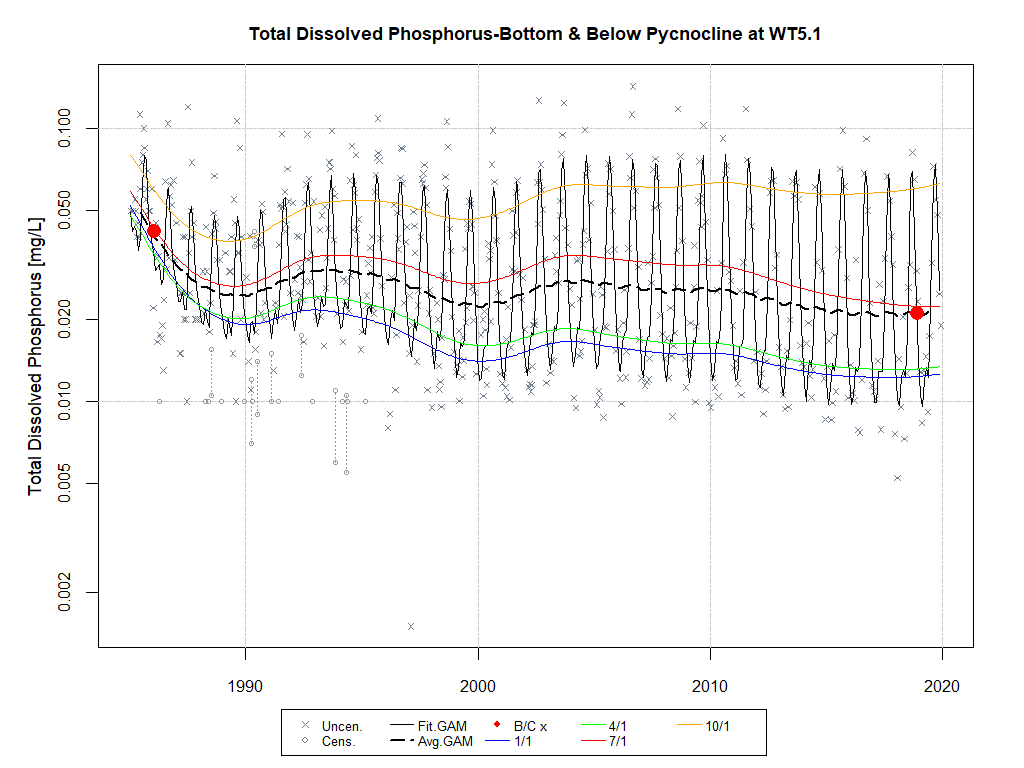 Total Dissolved Phosphorus-Bottom & Below Pycnocline at WT5.1
Total Dissolved Phosphorus [mg/L]
0.100
0.050
0.020
0.010
0.005
0.002
1990 2000 2010 2020
Uncen. Fit.GAM B/C x 4/1 10/1
Cens. Avg.GAM 1/1 7/1